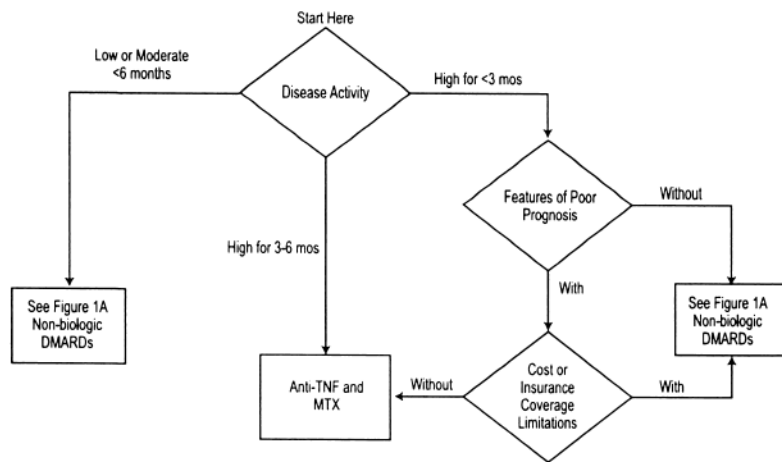 Start Here
Low or Moderate
<6 months
Disease Activity
High for <3 mos
Features of Poor
Prognosis
Without
High for 3-6 mos
With
See Figure 1A
Non-biologic
DMARDs
See Figure 1A
Non-biologic
DMARDs
Anti-TNF and
MTX
Without
Cost or
Insurance
Coverage
Limitations
With